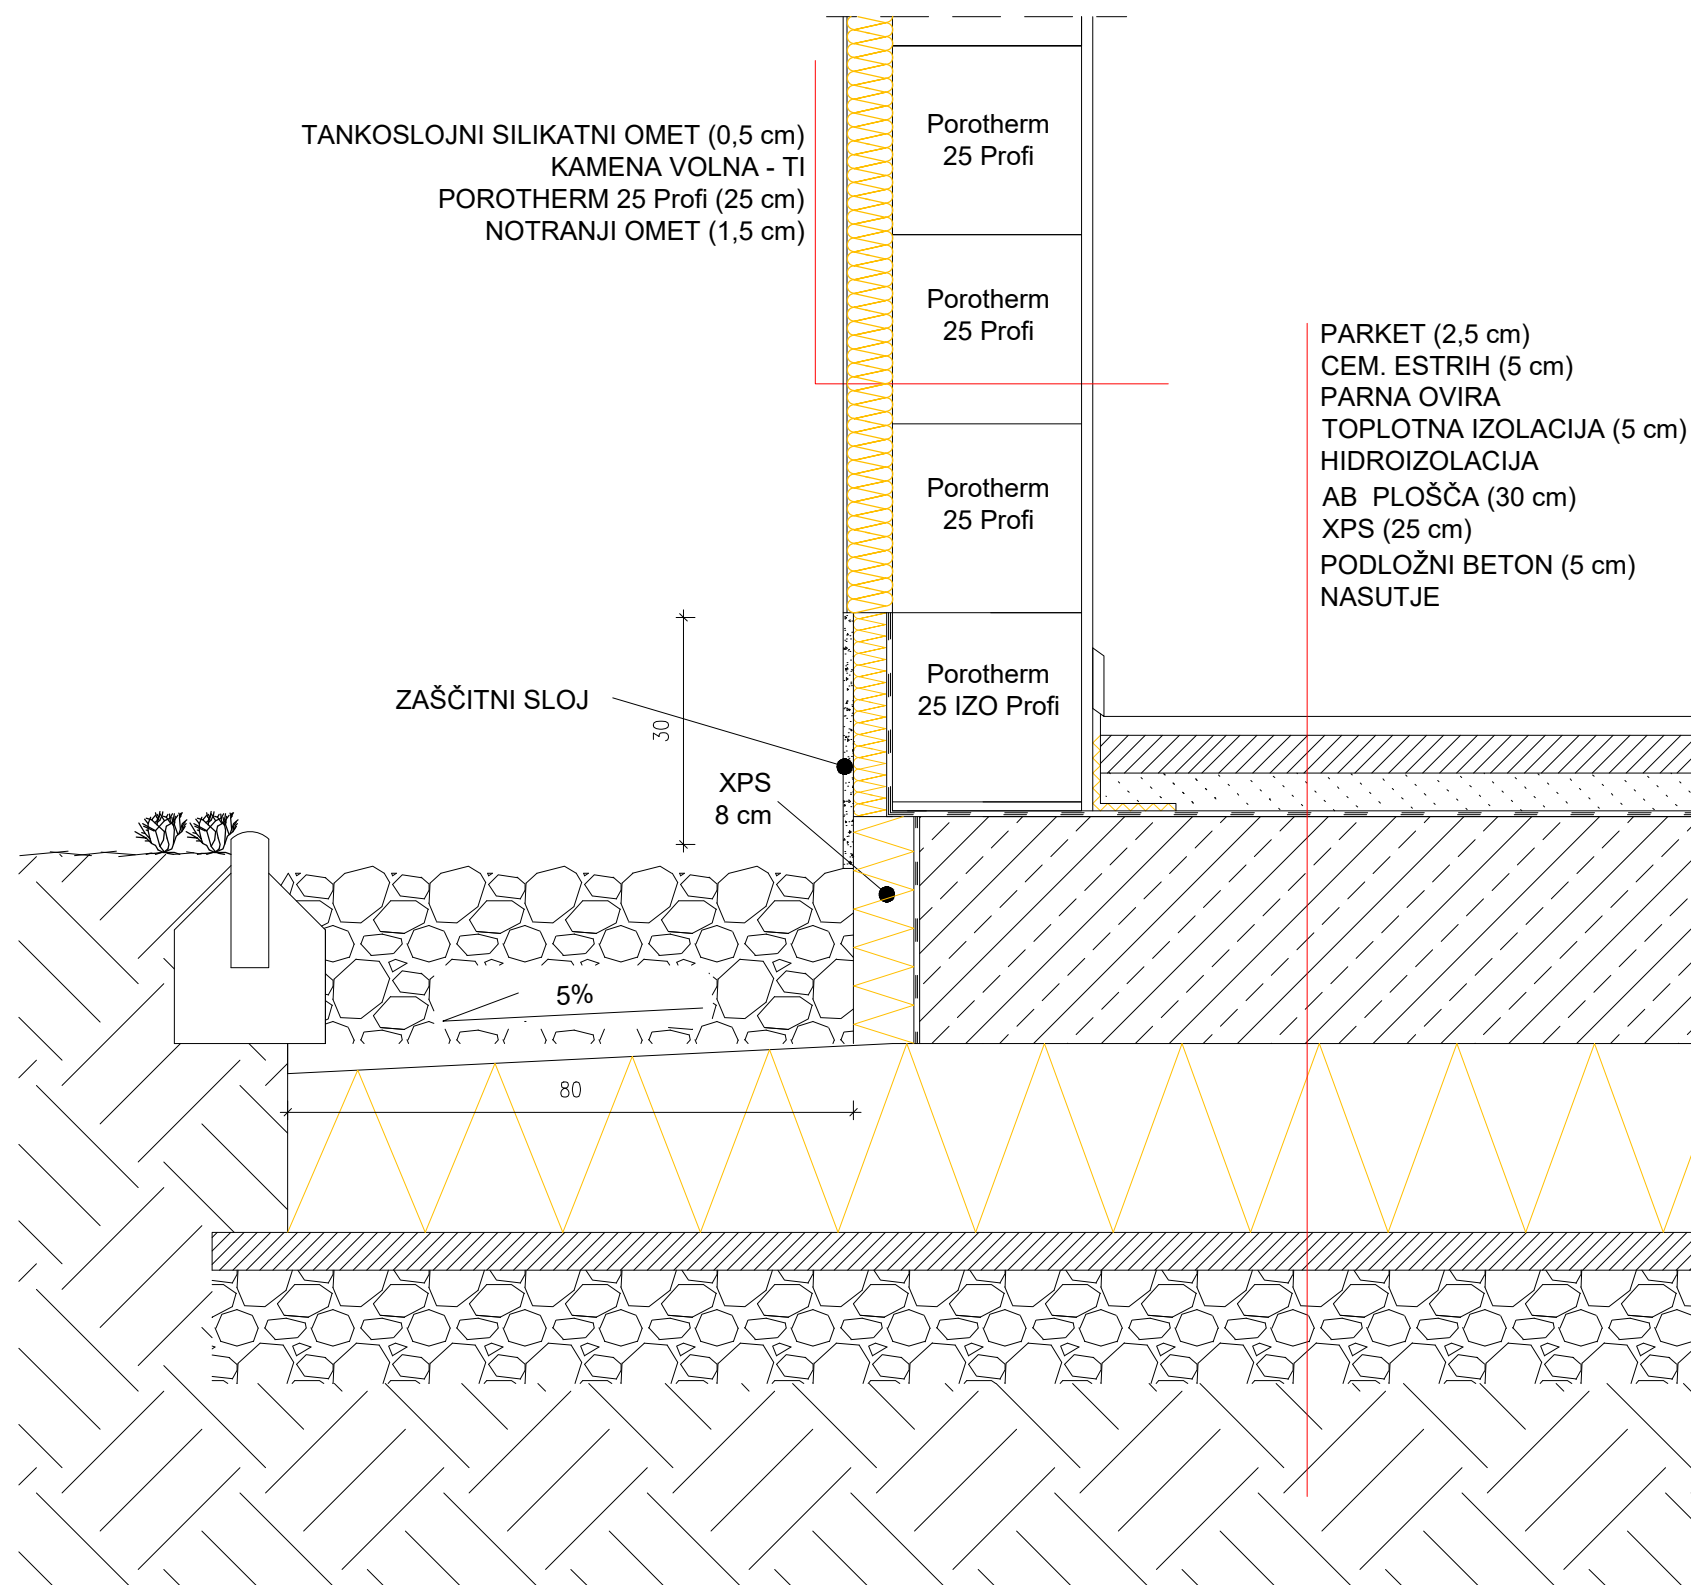 TANKOSLOJNI SILIKATNI OMET (0,5 cm)
KAMENA VOLNA - TI
POROTHERM 25 Profi (25 cm)
NOTRANJI OMET (1,5 cm)
Porotherm
25 Profi
Porotherm
25 Profi
Porotherm
25 Profi
Porotherm
25 IZO Profi
PARKET (2,5 cm)
CEM. ESTRIH (5 cm)
PARNA OVIRA
TOPLOTNA IZOLACIJA (5 cm)
HIDROIZOLACIJA
AB PLOŠČA (30 cm)
XPS (25 cm)
PODLOŽNI BETON (5 cm)
NASUTJE
ZAŠČITNI SLOJ
30
XPS
8 cm
5%
80